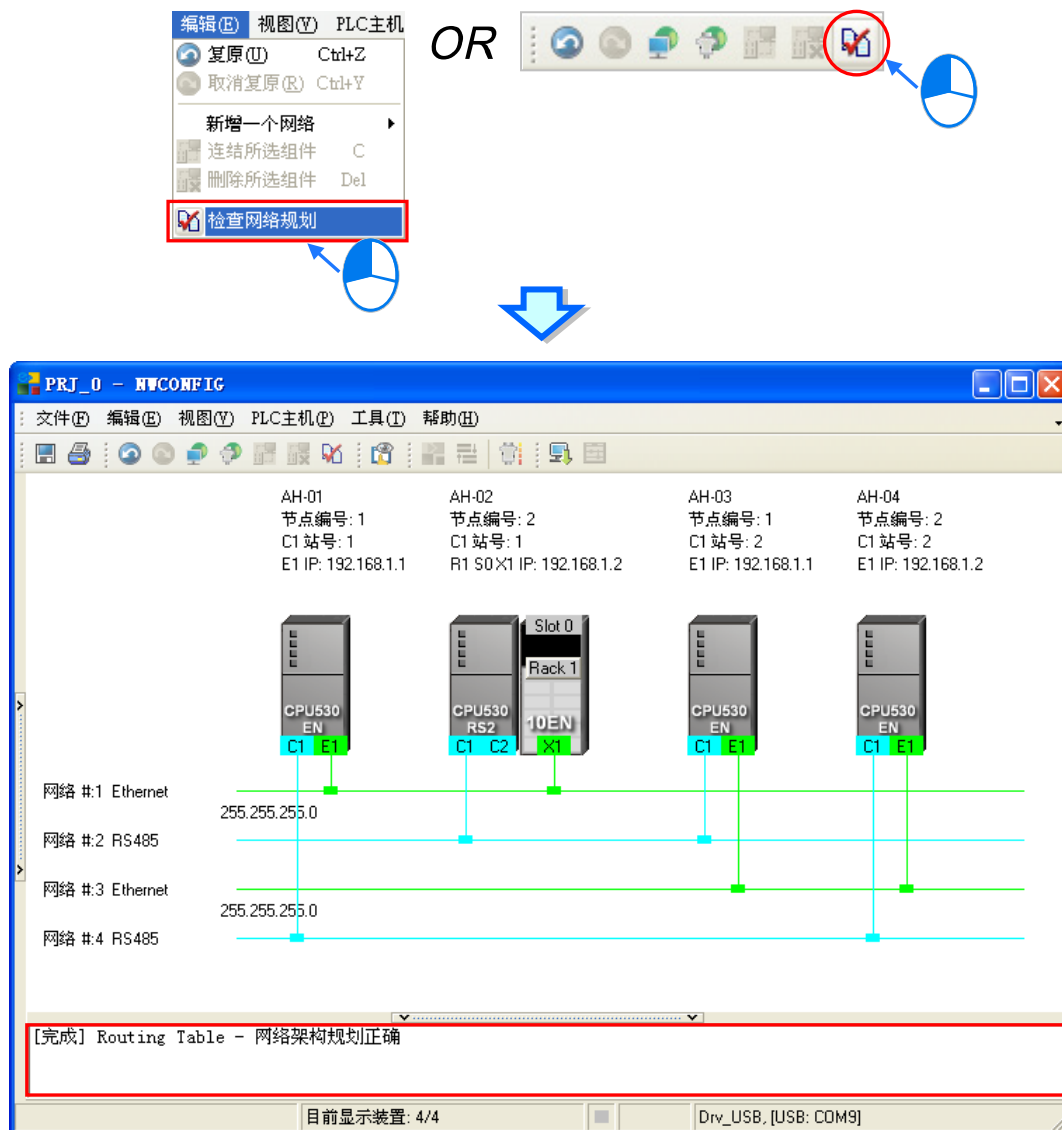 编辑(E) 视图(V) PLC主机
复原(U) Ctrl+Z
取消复原(R) Ctrl+Y
新增一个网络
连结所选组件 C
删除所选组件 Del
检查网络规划
OR
PRJ_0 - NWCONFIG
文件(F) 编辑(E) 视图(V) PLC主机(P) 工具(T) 帮助(H)
AH-01 AH-02 AH-03 AH-04
节点编号: 1 节点编号: 2 节点编号: 1 节点编号: 2
C1 站号: 1 C1 站号: 1 C1 站号: 2 C1 站号: 2
E1 IP: 192.168.1.1 R1 S0 X1 IP: 192.168.1.2 E1 IP: 192.168.1.1 E1 IP: 192.168.1.2
Slot 0
Rack 1
CPU530 CPU530 10EN CPU530 CPU530
EN RS2 EN EN
C1 E1 C1 C2 X1 C1 E1 C1 E1
网络 #:1 Ethernet
255.255.255.0
网络 #:2 RS485
网络 #:3 Ethernet
255.255.255.0
网络 #:4 RS485
[完成] Routing Table - 网络架构规划正确
目前显示装置: 4/4 Drv_USB, [USB: COM9]